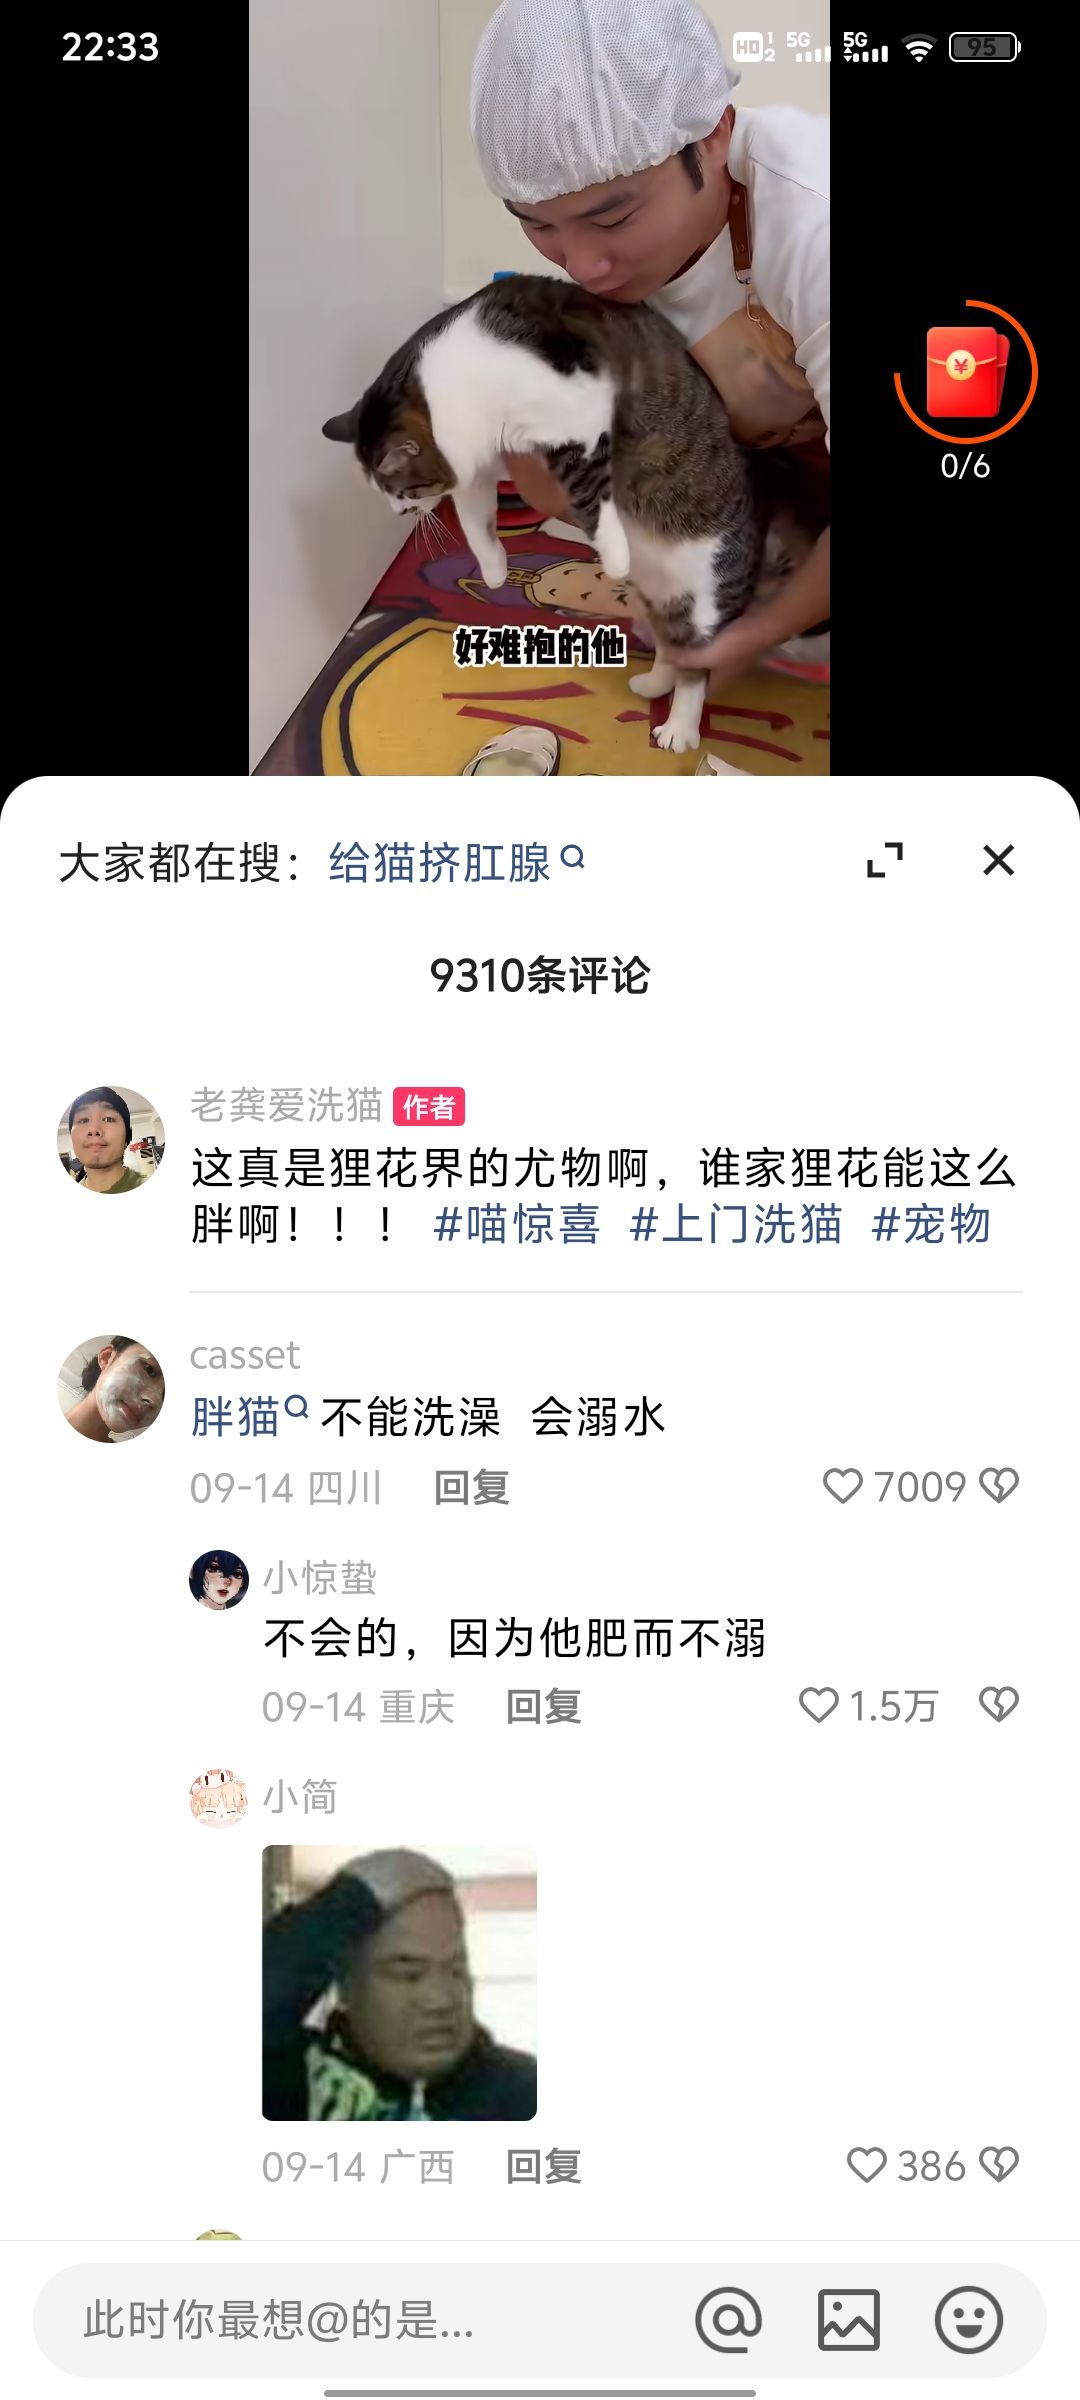 22:33
HD 1 2 5G 5G 95
0/6
好难抱的他
大家都在搜：给猫挤肛腺
9310条评论
老龚爱洗猫 作者
这真是狸花界的尤物啊，谁家狸花能这么
胖啊！！！ #喵惊喜 #上门洗猫 #宠物
casset
胖猫 不能洗澡 会溺水
09-14 四川 回复 7009
小惊蛰
不会的，因为他肥而不溺
09-14 重庆 回复 1.5万
小简
09-14 广西 回复 386
此时你最想@的是...